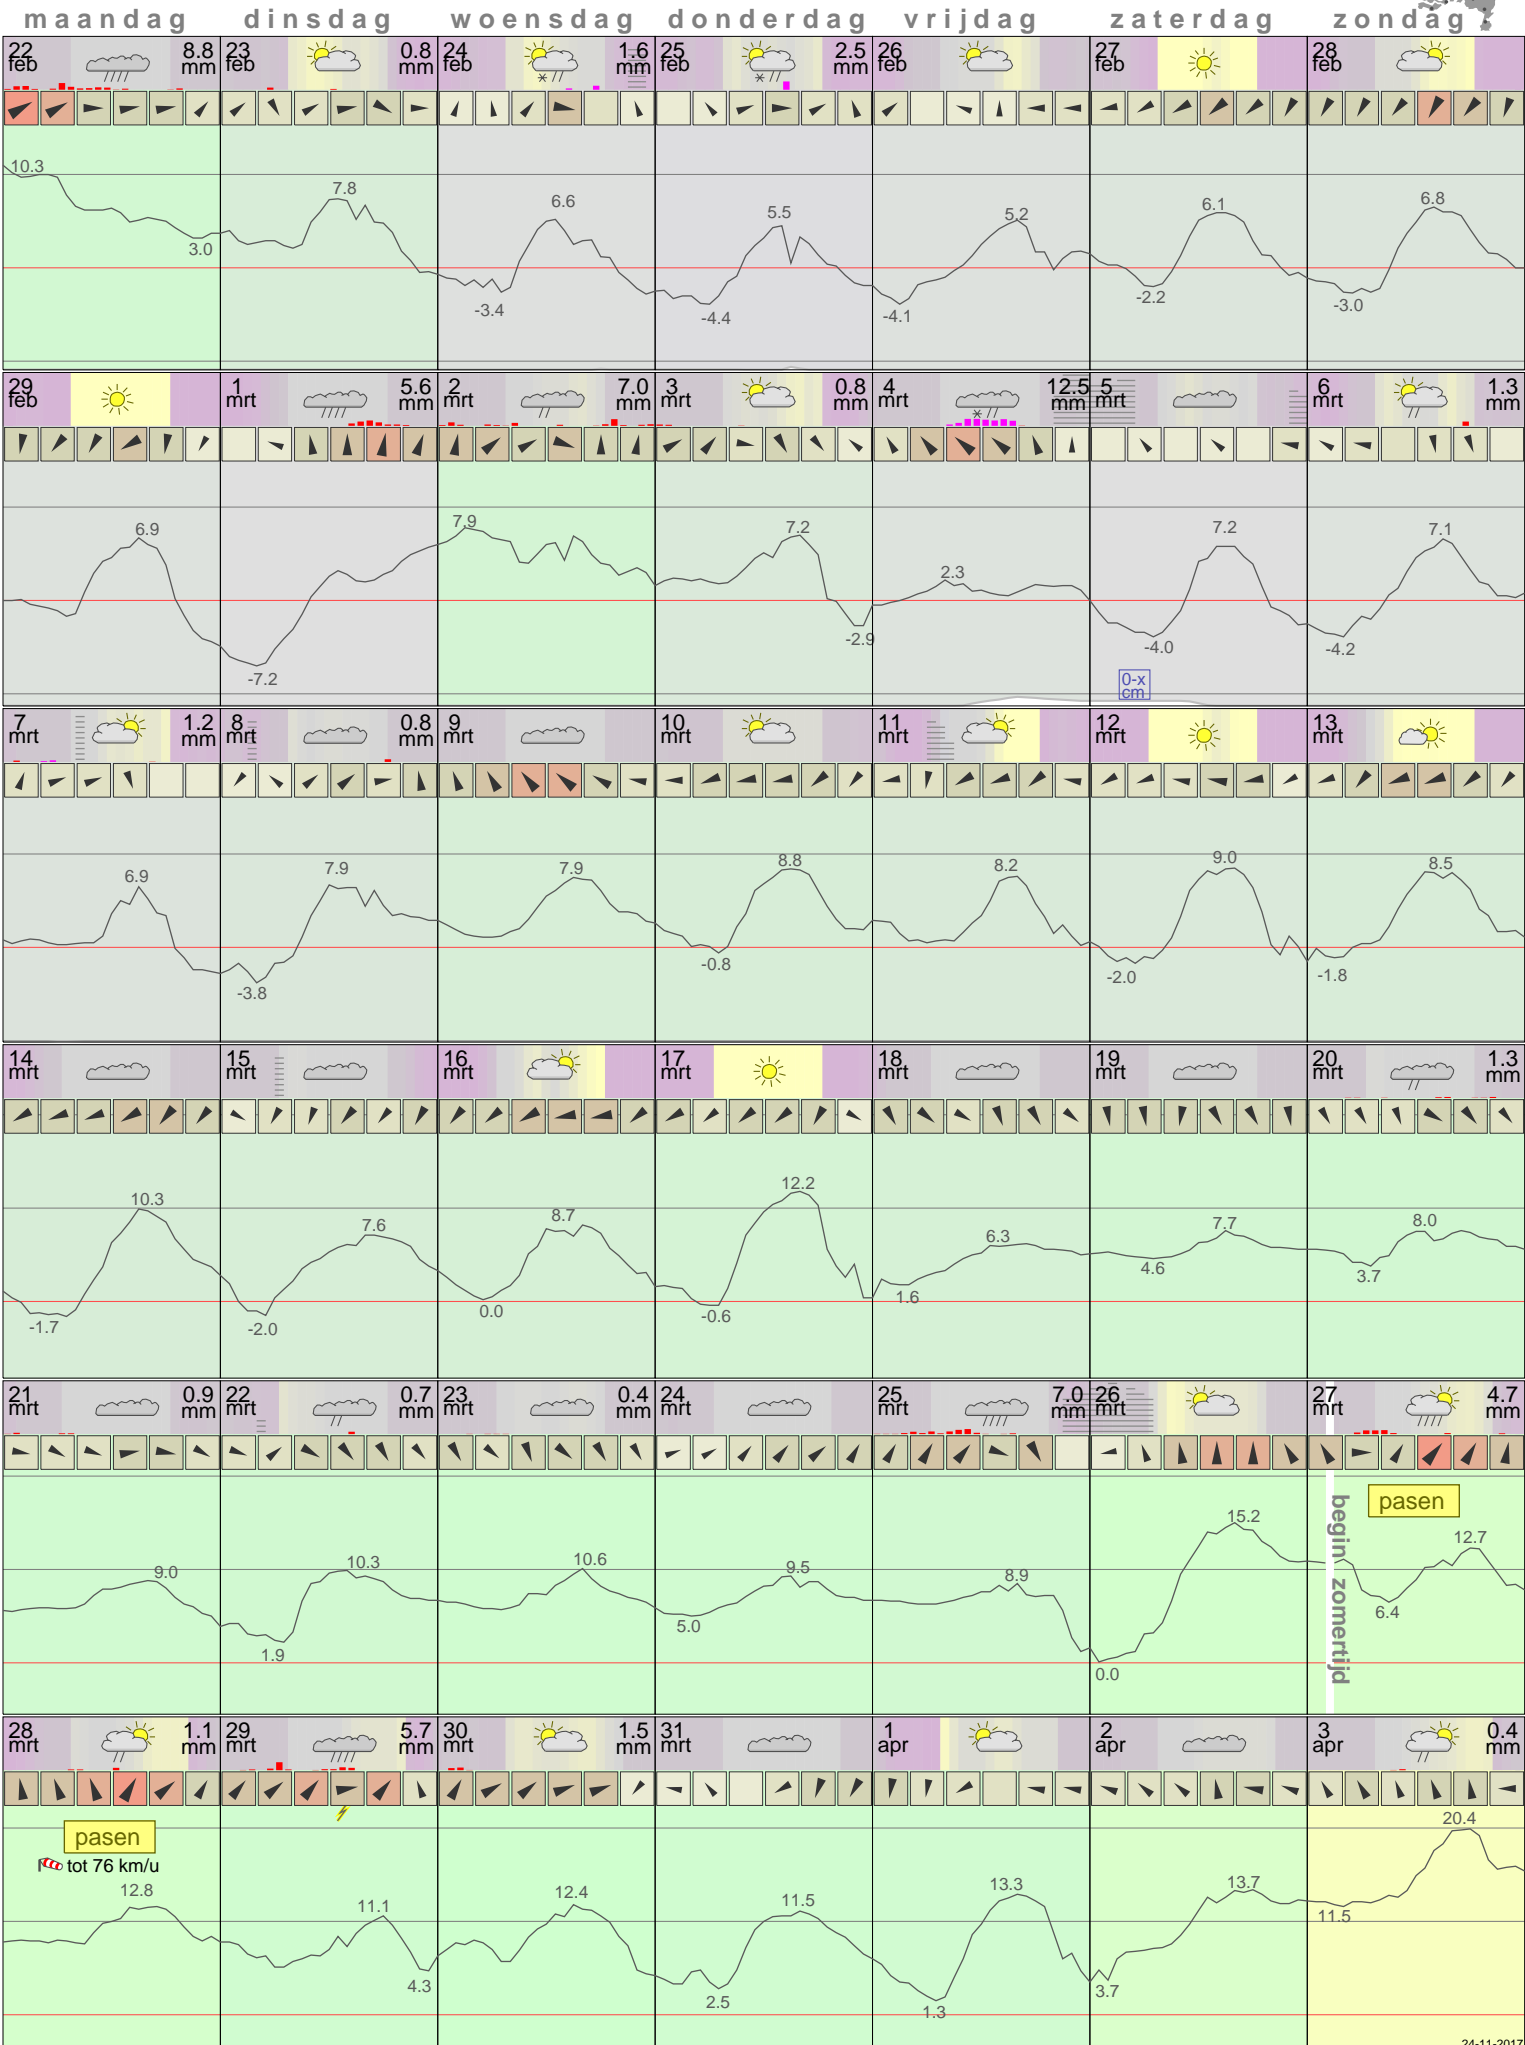 maandag dinsdag woensdag donderdag vrijdag zaterdag zondag
22 8.8 23 0.8 24 1.6 25 2.5 26 27 28
feb mm feb mm feb mm feb mm feb feb feb
10.3 3.0 7.8 -3.4 6.6 -4.4 5.5 -4.1 5.2 -2.2 6.1 -3.0 6.8
29 1 5.6 2 7.0 3 0.8 4 12.5 5 6 1.3
feb mrt mm mrt mm mrt mm mrt mm mrt mrt mm
6.9 -7.2 7.9 7.2 -2.9 2.3 -4.0 7.2 -4.2 7.1
0-x
cm
7 1.2 8 0.8 9 10 11 12 13
mrt mm mrt mm mrt mrt mrt mrt mrt
6.9 -3.8 7.9 7.9 -0.8 8.8 8.2 -2.0 9.0 -1.8 8.5
14 15 16 17 18 19 20 1.3
mrt mrt mrt mrt mrt mrt mrt mm
-1.7 10.3 -2.0 7.6 0.0 8.7 -0.6 12.2 1.6 6.3 4.6 7.7 3.7 8.0
21 0.9 22 0.7 23 0.4 24 25 7.0 26 27 4.7
mrt mm mrt mm mrt mm mrt mrt mm mrt mrt mm
pasen
begin zomertijd
9.0 1.9 10.3 10.6 5.0 9.5 8.9 0.0 15.2 6.4 12.7
28 1.1 29 5.7 30 1.5 31 1 2 3 0.4
mrt mm mrt mm mrt mm mrt apr apr apr mm
pasen
tot 76 km/u
12.8 11.1 4.3 12.4 2.5 11.5 1.3 13.3 3.7 13.7 11.5 20.4
24-11-2017